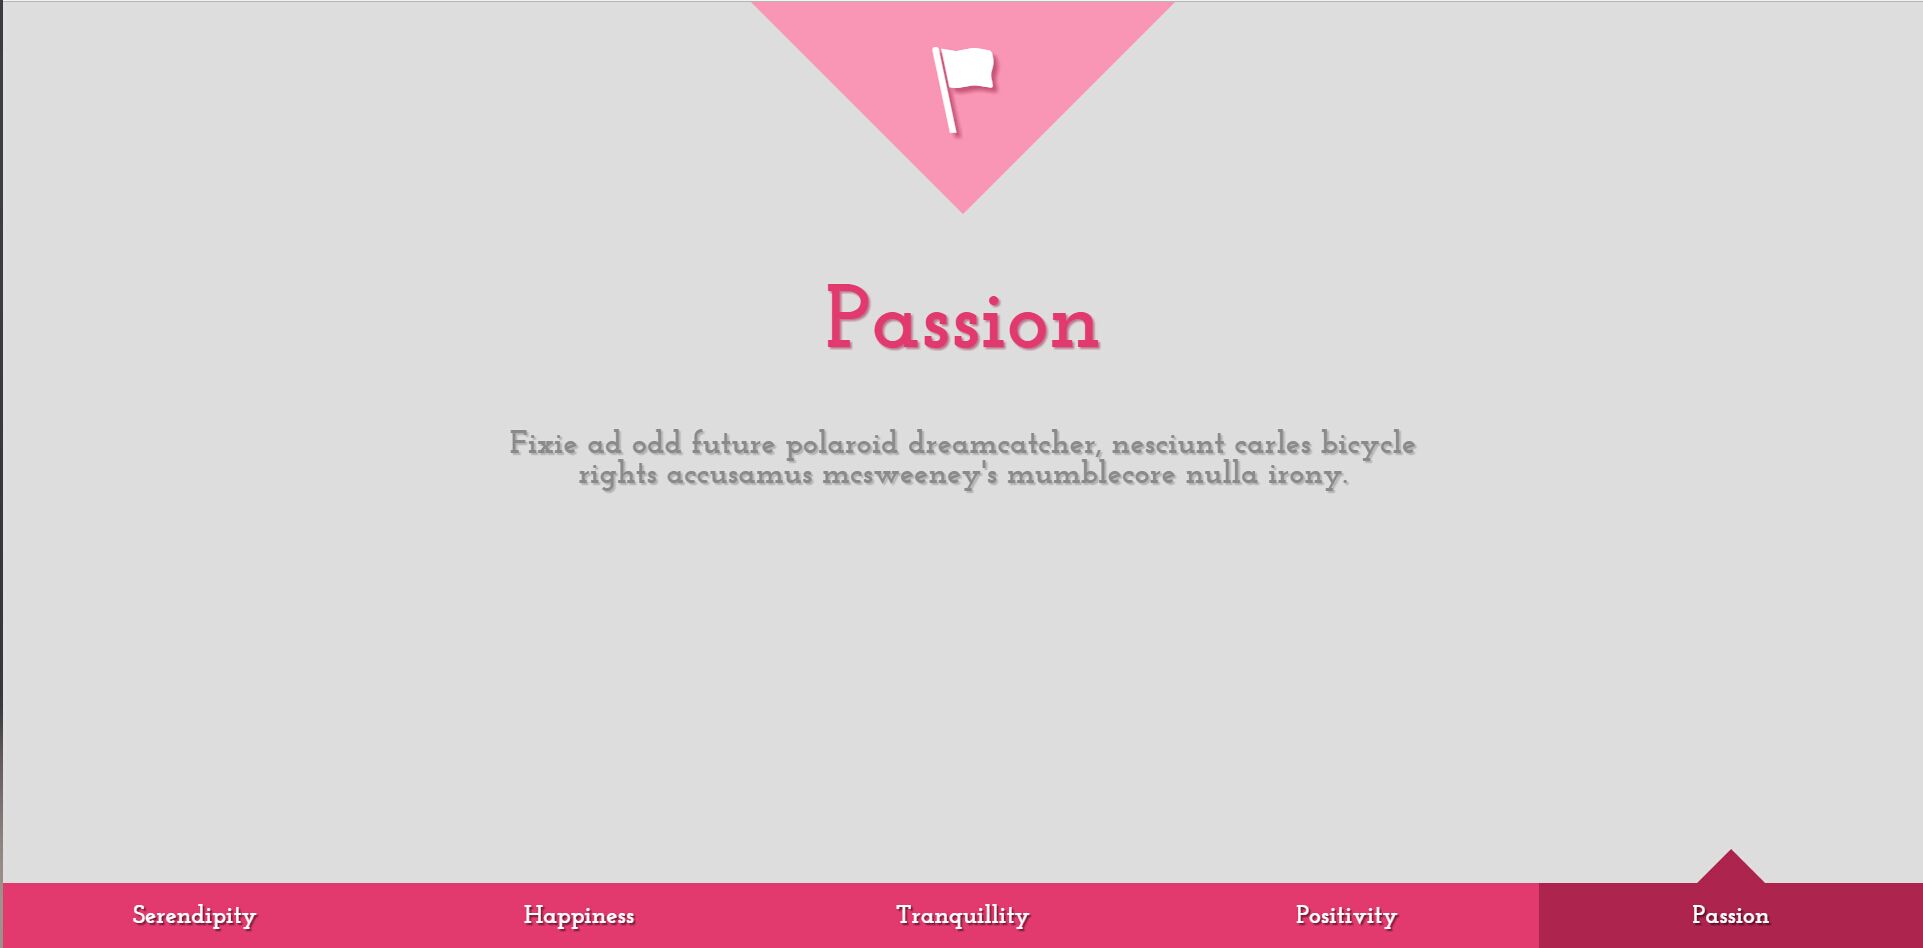 Passion
Fixie ad odd future polaroid dreamcatcher, nesciunt carles bicycle
rights accusamus mcsweeney's mumblecore nulla irony.
Serendipity
Happiness
Tranquillity
Positivity
Passion